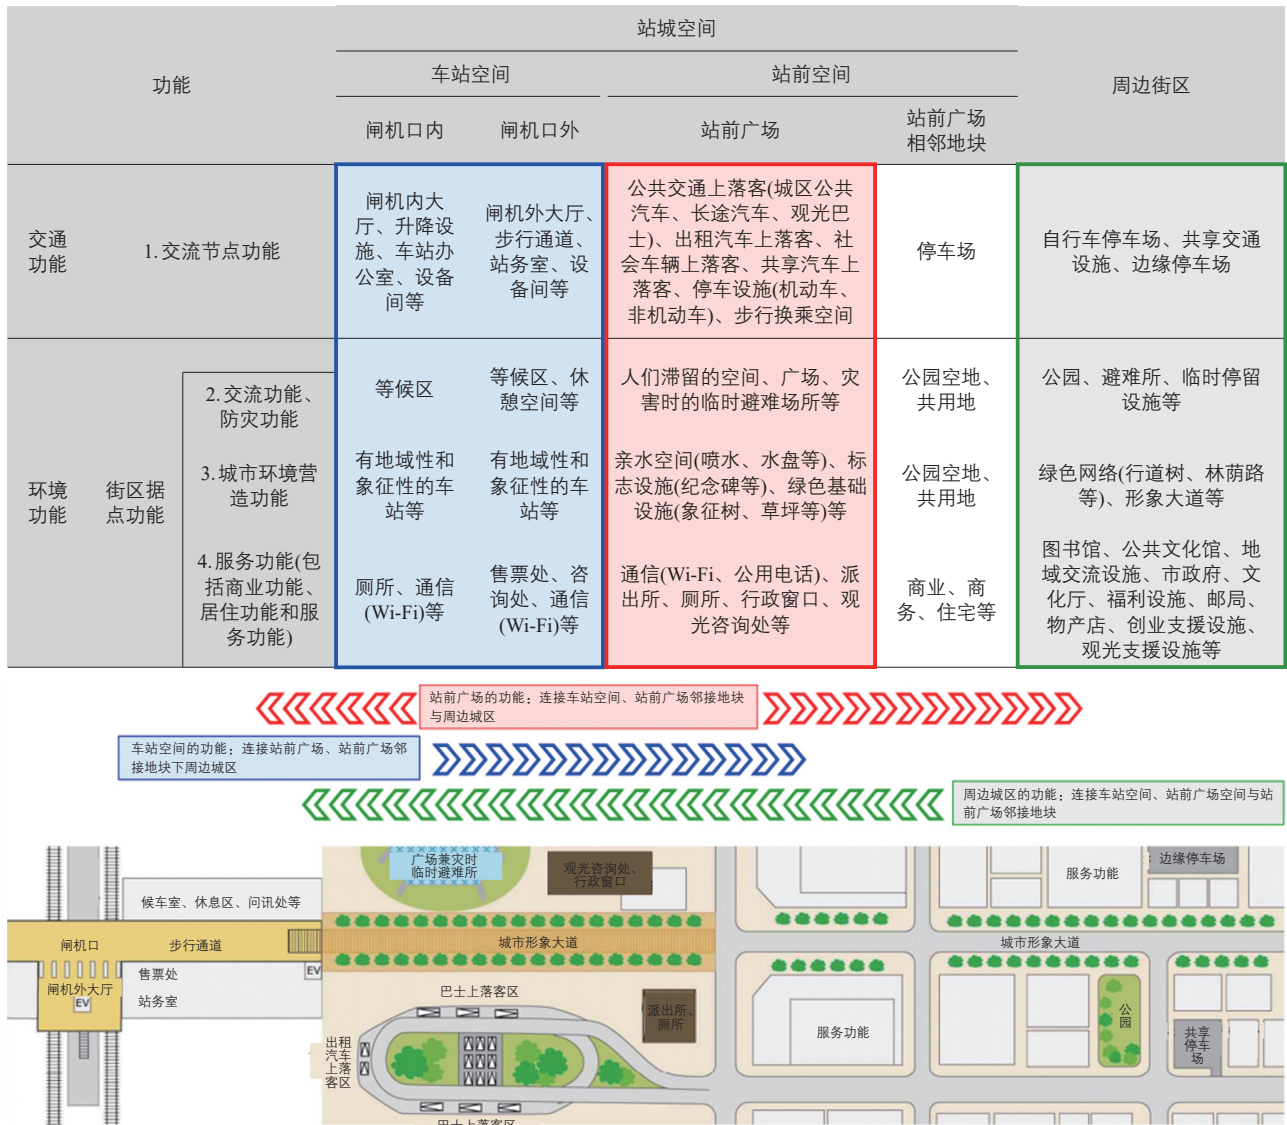 站城空间
功能
车站空间
站前空间
周边街区
闸机口内
闸机口外
站前广场
站前广场
相邻地块
交通
功能
1.交流节点功能
闸机内大
厅、升降设
施、车站办
公室、设备
间等
闸机外大厅、
步行通道、
站务室、设
备间等
公共交通上落客(城区公共
汽车、长途汽车、观光巴
士)、出租汽车上落客、社
会车辆上落客、共享汽车上
落客、停车设施(机动车、
非机动车)、步行换乘空间
停车场
自行车停车场、共享交通
设施、边缘停车场
环境
功能
街区据
点功能
2.交流功能、
防灾功能
等候区
等候区、休
憩空间等
人们滞留的空间、广场、灾
害时的临时避难场所等
公园空地、
共用地
公园、避难所、临时停留
设施等
3.城市环境营
造功能
有地域性和
象征性的车
站等
有地域性和
象征性的车
站等
亲水空间(喷水、水盘等)、标
志设施(纪念碑等)、绿色基础
设施(象征树、草坪等)等
公园空地、
共用地
绿色网络(行道树、林荫路
等)、形象大道等
4.服务功能(包
括商业功能、
居住功能和服
务功能)
厕所、通信
(Wi-Fi)等
售票处、咨
询处、通信
(Wi-Fi)等
通信(Wi-Fi、公用电话)、派
出所、厕所、行政窗口、观
光咨询处等
商业、商
务、住宅等
图书馆、公共文化馆、地
域交流设施、市政府、文
化厅、福利设施、邮局、
物产店、创业支援设施、
观光支援设施等
站前广场的功能：连接车站空间、站前广场邻接地块
与周边城区
车站空间的功能：连接站前广场、站前广场邻
接地块下周边城区
周边城区的功能：连接车站空间、站前广场空间与站
前广场邻接地块
广场兼灾时
临时避难所
观光咨询处、
行政窗口
服务功能
边缘停车场
候车室、休息区、问讯处等
闸机口
步行通道
城市形象大道
城市形象大道
售票处
EV
闸机外大厅
EV
站务室
巴士上落客区
派出所、
厕所
服务功能
公
园
共享
停车
场
出租
汽车
上落
客区
巴士上落客区